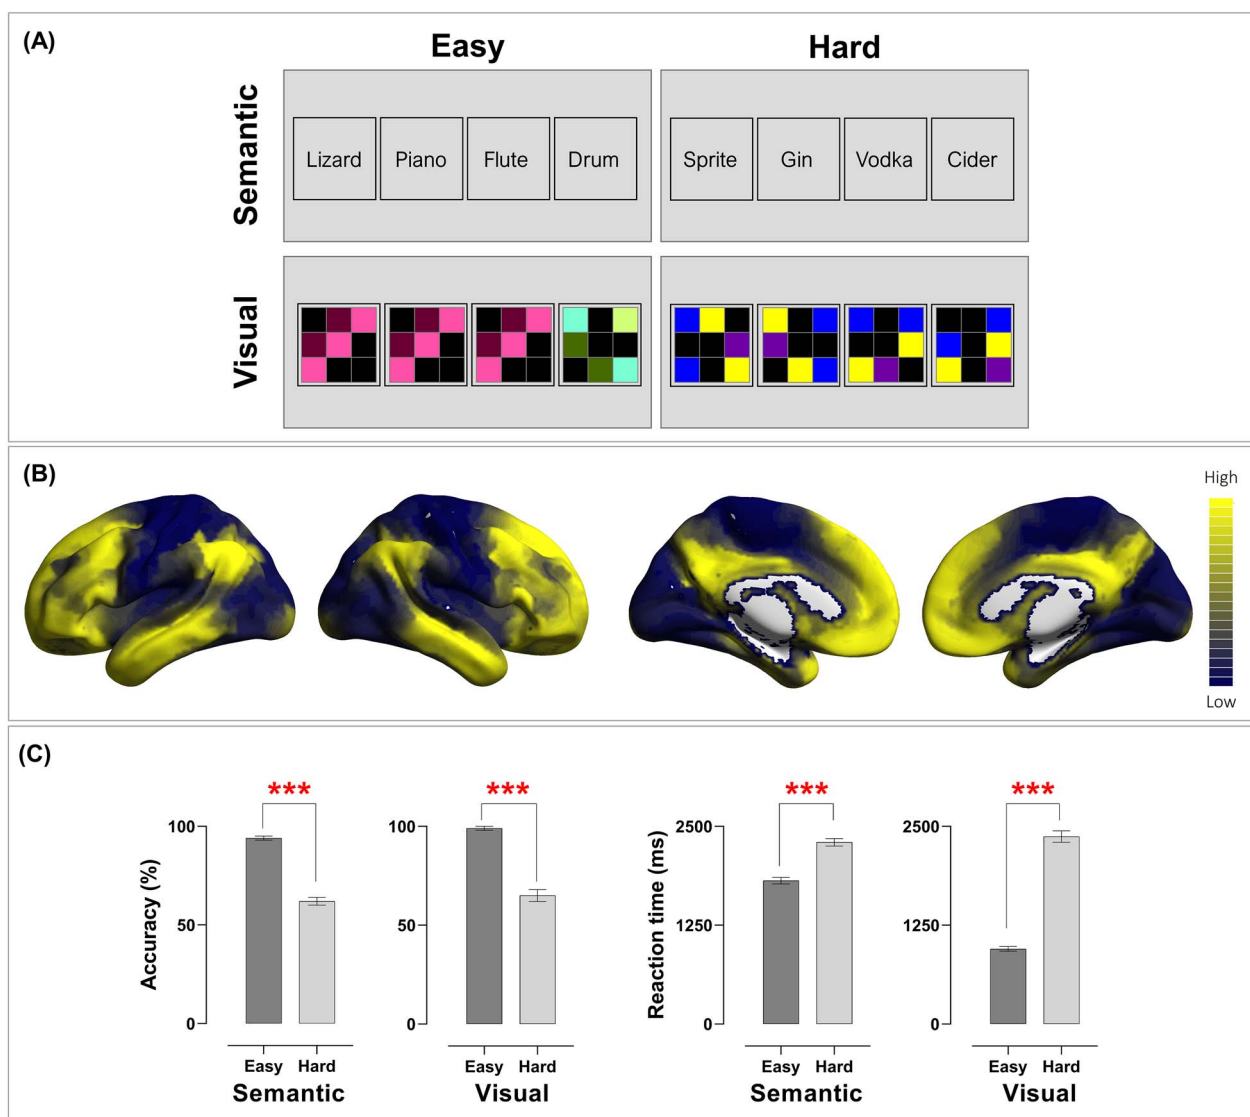 (A)
Easy
Hard
Semantic
Lizard Piano Flute Drum
Sprite Gin Vodka Cider
Visual
(B)
High
Low
(C)
*** *** *** ***
Accuracy (%)
100
50
0
Easy Hard
Semantic
100
50
0
Easy Hard
Visual
Reaction time (ms)
2500
1250
0
Easy Hard
Semantic
2500
1250
0
Easy Hard
Visual